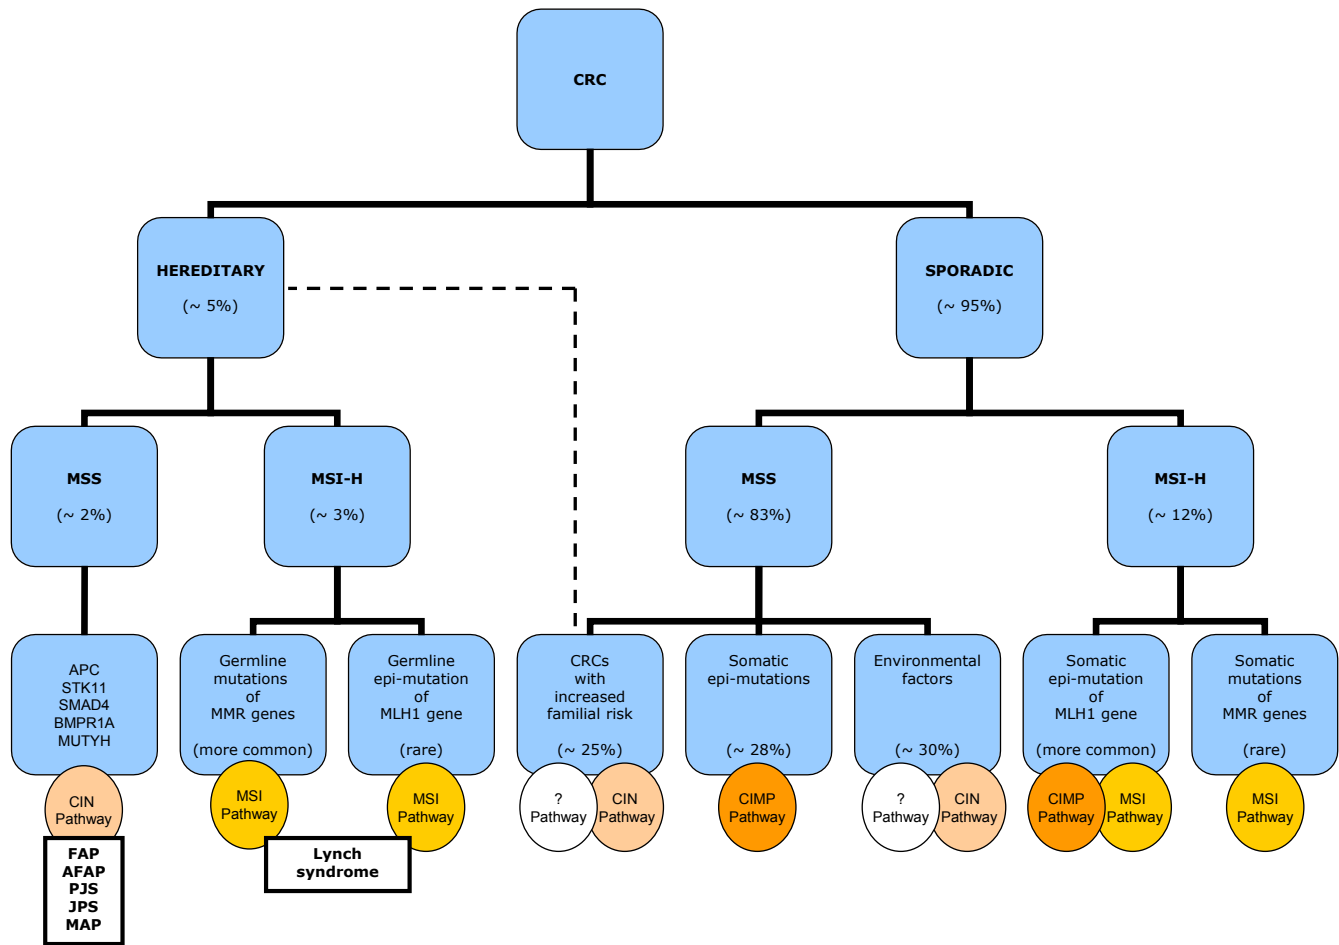 CRC
HEREDITARY
(~ 5%)
SPORADIC
(~ 95%)
MSS
(~ 2%)
MSI-H
(~ 3%)
MSS
(~ 83%)
MSI-H
(~ 12%)
APC
STK11
SMAD4
BMPR1A
MUTYH
Germline
mutations
of
MMR genes
(more common)
Germline
epi-mutation
of
MLH1 gene
(rare)
CRCs
with
increased
familial risk
(~ 25%)
Somatic
epi-mutations
(~ 28%)
Environmental
factors
(~ 30%)
Somatic
epi-mutation
of
MLH1 gene
(more common)
Somatic
mutations
of
MMR genes
(rare)
CIN
Pathway
MSI
Pathway
MSI
Pathway
?
Pathway
CIN
Pathway
CIMP
Pathway
?
Pathway
CIN
Pathway
CIMP
Pathway
MSI
Pathway
MSI
Pathway
FAP
AFAP
PJS
JPS
MAP
Lynch
syndrome